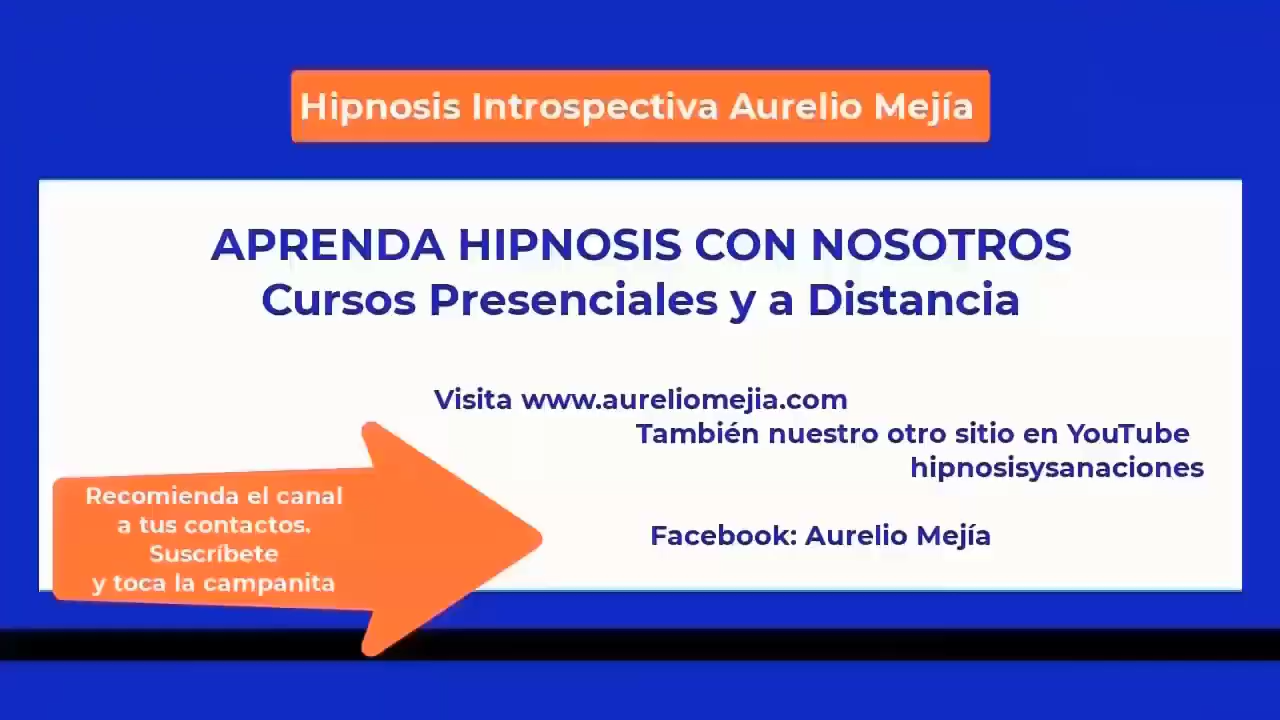 Hipnosis Introspectiva Aurelio Mejía
APRENDA HIPNOSIS CON NOSOTROS
Cursos Presenciales y a Distancia
Visita www.aureliomejia.com
También nuestro otro sitio en YouTube
hipnosisysanaciones
Facebook: Aurelio Mejía
Recomienda el canal
a tus contactos.
Suscríbete
y toca la campanita